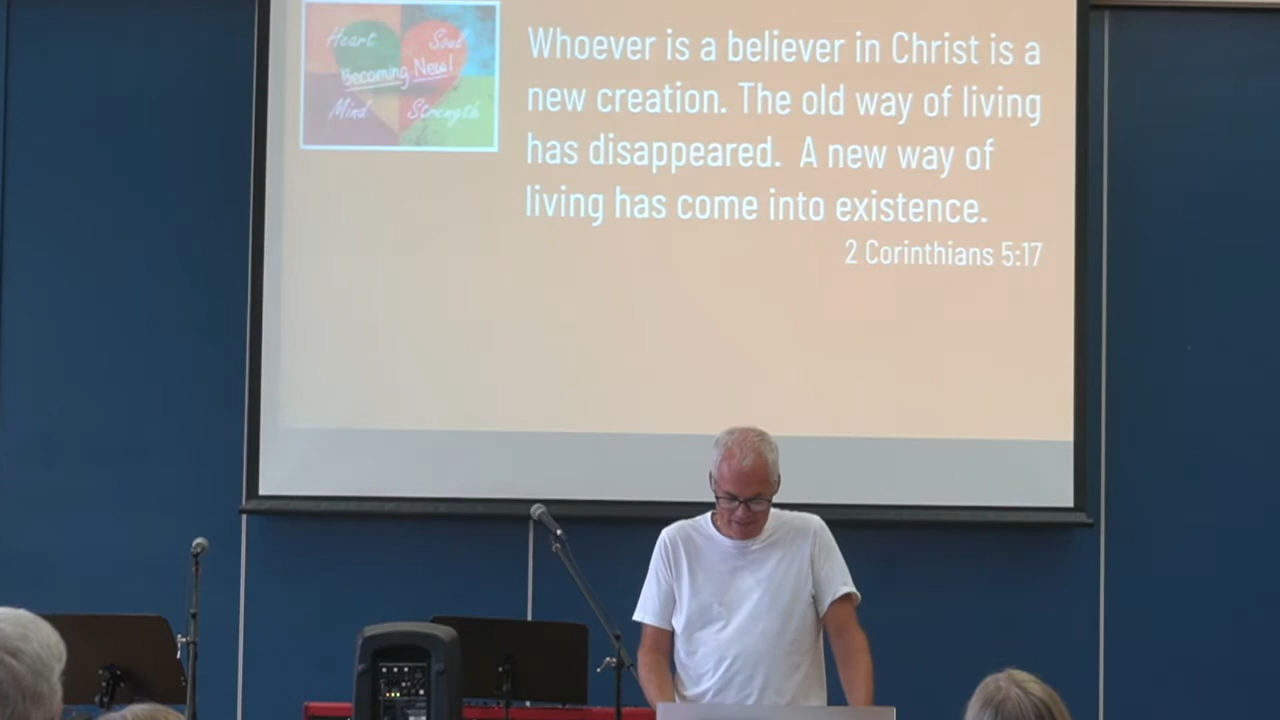 Heart Soul
Becoming New!
Mind Strength
Whoever is a believer in Christ is a
new creation. The old way of living
has disappeared. A new way of
living has come into existence.
2 Corinthians 5:17